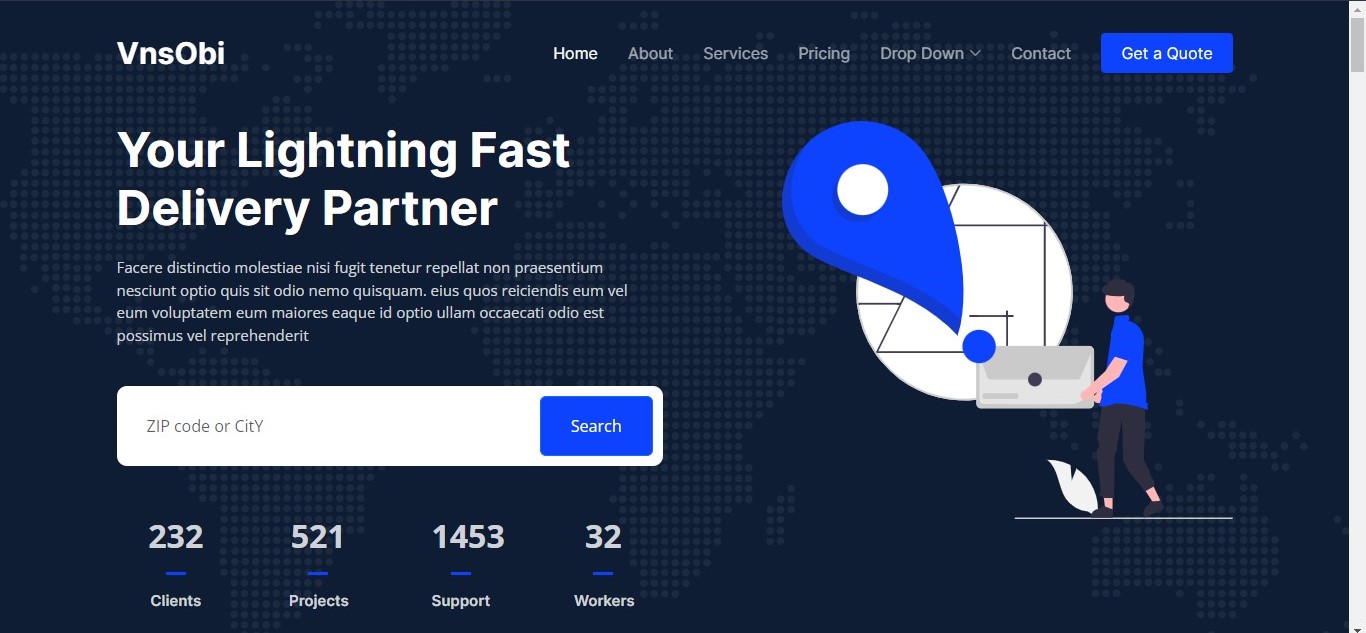 VnsObi
Home About Services Pricing Drop Down Contact Get a Quote
Your Lightning Fast
Delivery Partner
Facere distinctio molestiae nisi fugit tenetur repellat non praesentium
nesciunt optio quis sit odio nemo quisquam. eius quos reiciendis eum vel
eum voluptatem eum maiores eaque id optio ullam occaecati odio est
possimus vel reprehenderit
ZIP code or CitY Search
232 521 1453 32
Clients Projects Support Workers